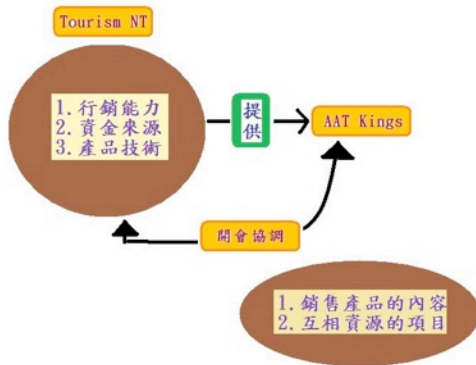 Tourism NT
1. 行銷能力
2. 資金來源
3. 產品技術
提
供
AAT Kings
開會協調
1. 銷售產品的內容
2. 互相資源的項目